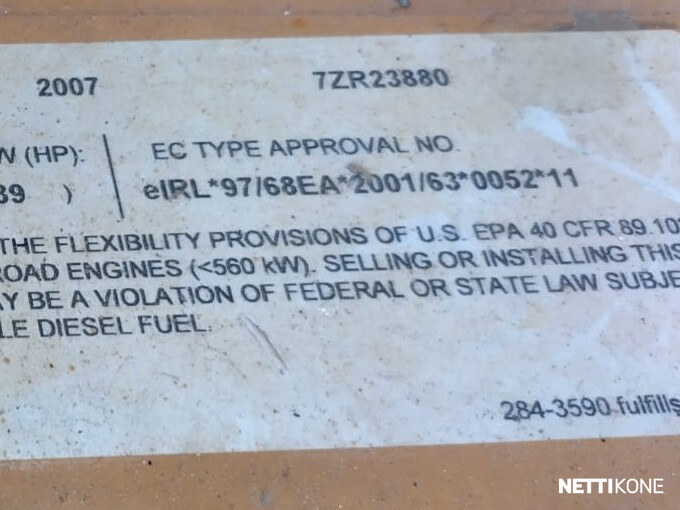 2007 7ZR23880
(HP): EC TYPE APPROVAL NO.
39 ) eIRL*97/68EA*2001/63*0052*11
THE FLEXIBILITY PROVISIONS OF U.S. EPA 40 CFR 89.10
ROAD ENGINES (<560 kW). SELLING OR INSTALLING THIS
BE A VIOLATION OF FEDERAL OR STATE LAW SUBJE
LE DIESEL FUEL.
284-3590 fulfills
NETTIKONE